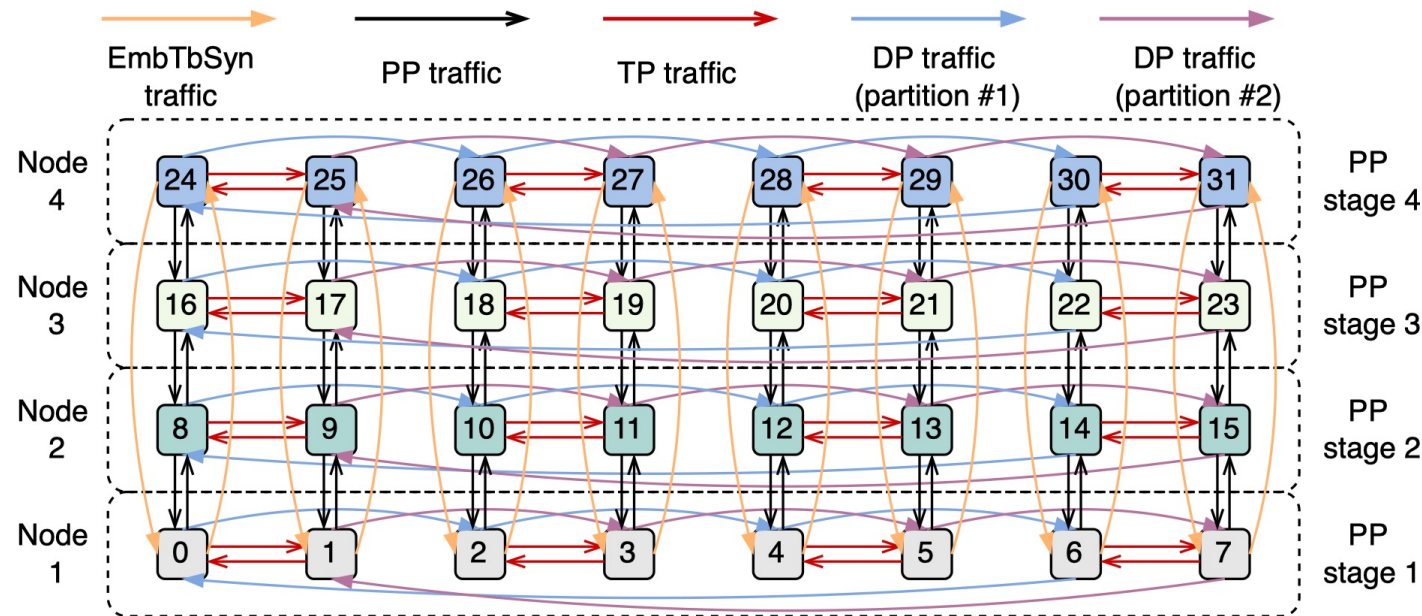 EmbTbSyn
traffic
PP traffic
TP traffic
DP traffic
(partition #1)
DP traffic
(partition #2)
Node
4
24 25 26 27 28 29 30 31
PP
stage 4
Node
3
16 17 18 19 20 21 22 23
PP
stage 3
Node
2
8 9 10 11 12 13 14 15
PP
stage 2
Node
1
0 1 2 3 4 5 6 7
PP
stage 1